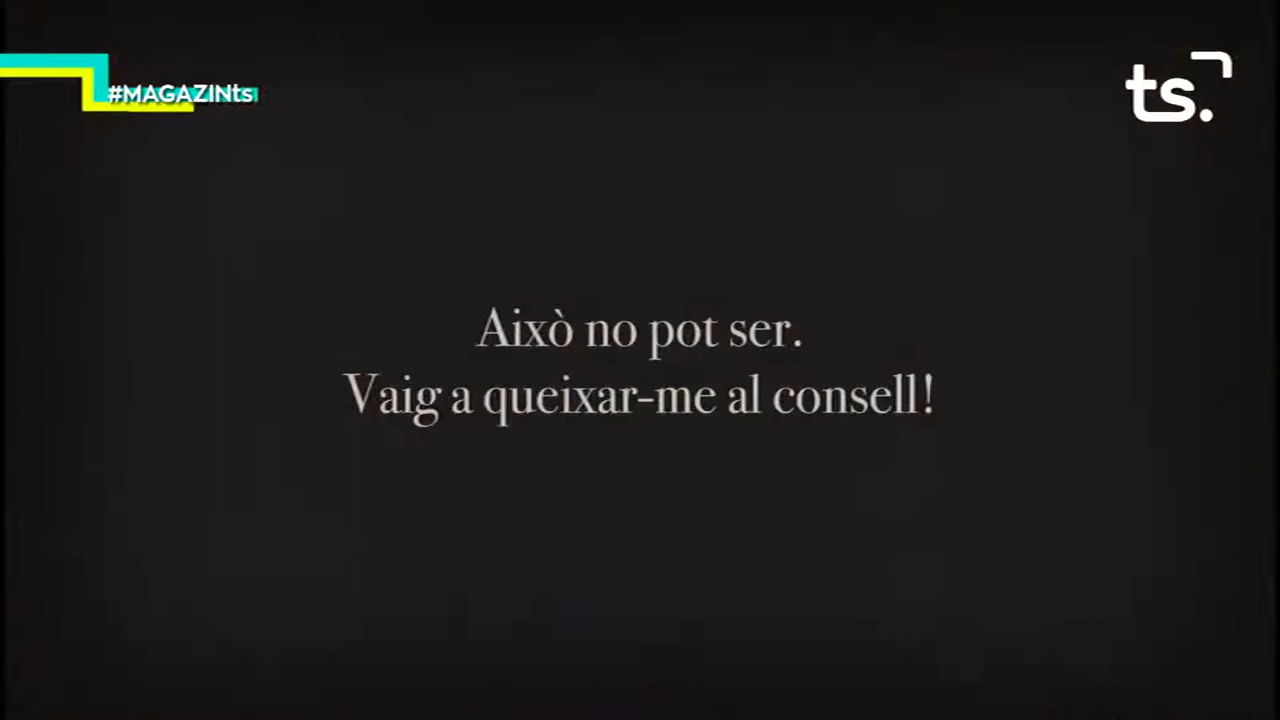 #MAGAZINts
ts.
Això no pot ser.
Vaig a queixar-me al consell!